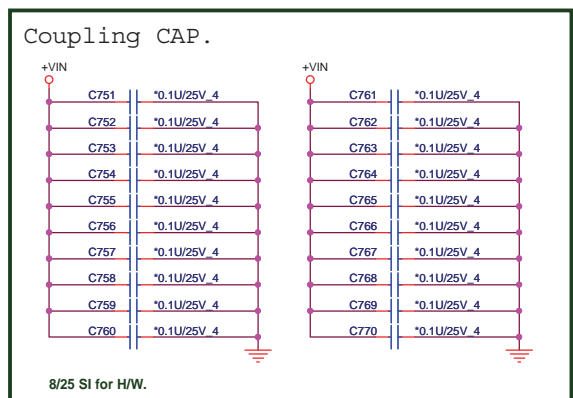 Coupling CAP.
+VIN
C751 *0.1U/25V_4
C752 *0.1U/25V_4
C753 *0.1U/25V_4
C754 *0.1U/25V_4
C755 *0.1U/25V_4
C756 *0.1U/25V_4
C757 *0.1U/25V_4
C758 *0.1U/25V_4
C759 *0.1U/25V_4
C760 *0.1U/25V_4
+VIN
C761 *0.1U/25V_4
C762 *0.1U/25V_4
C763 *0.1U/25V_4
C764 *0.1U/25V_4
C765 *0.1U/25V_4
C766 *0.1U/25V_4
C767 *0.1U/25V_4
C768 *0.1U/25V_4
C769 *0.1U/25V_4
C770 *0.1U/25V_4
8/25 SI for H/W.